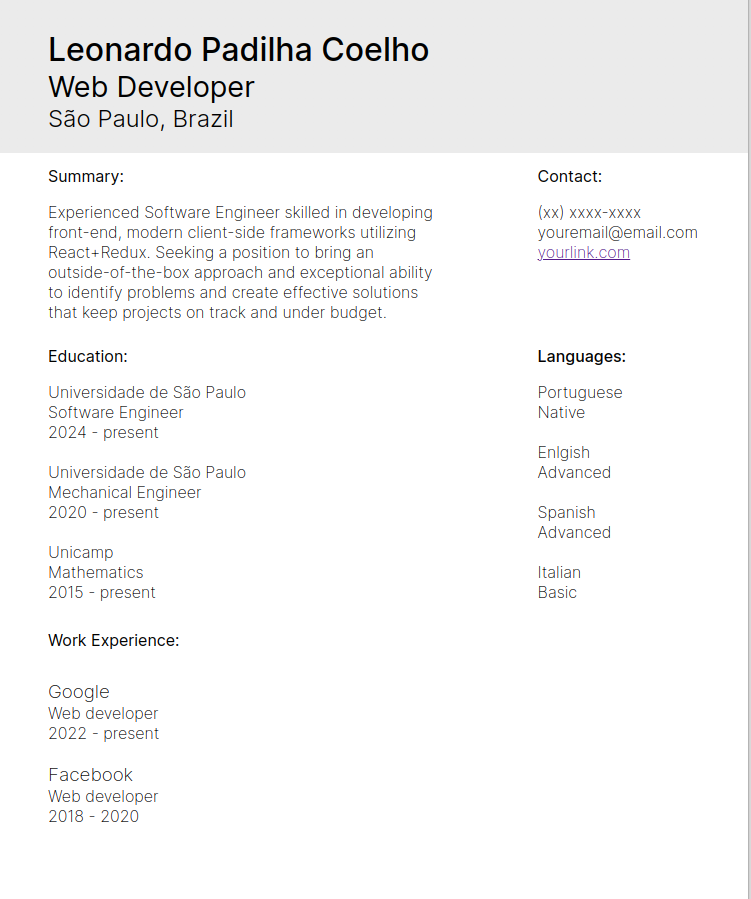 Leonardo Padilha Coelho
Web Developer
São Paulo, Brazil
Summary:
Experienced Software Engineer skilled in developing
front-end, modern client-side frameworks utilizing
React+Redux. Seeking a position to bring an
outside-of-the-box approach and exceptional ability
to identify problems and create effective solutions
that keep projects on track and under budget.
Contact:
(xx) xxxx-xxxx
youremail@email.com
yourlink.com
Education:
Universidade de São Paulo
Software Engineer
2024 - present
Universidade de São Paulo
Mechanical Engineer
2020 - present
Unicamp
Mathematics
2015 - present
Languages:
Portuguese
Native
Enlgish
Advanced
Spanish
Advanced
Italian
Basic
Work Experience:
Google
Web developer
2022 - present
Facebook
Web developer
2018 - 2020